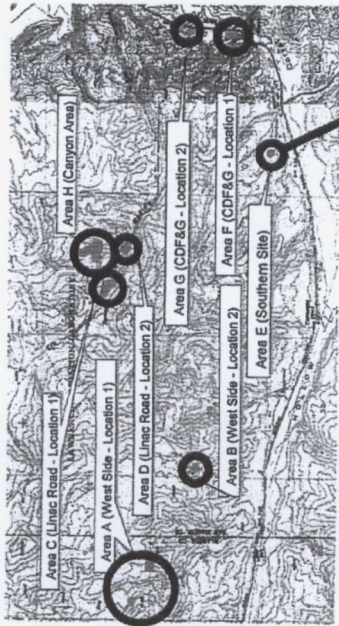 Area C (Linac Road - Location 1)
Area H (Canyon Area)
Area A (West Side - Location 1)
Area D (Linac Road - Location 2)
Area G (CDF&G - Location 2)
Area B (West Side - Location 2)
Area F (CDF&G - Location 1)
Area E (Southern Site)